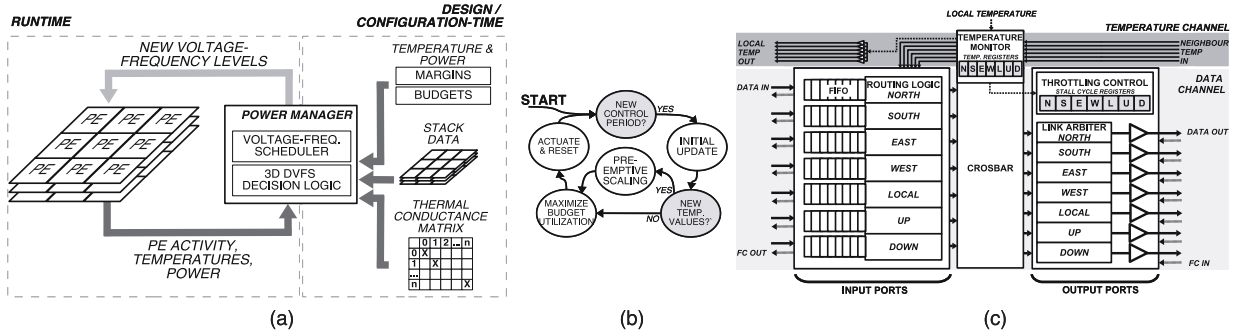 RUNTIME
DESIGN /
CONFIGURATION-TIME
NEW VOLTAGE-
FREQUENCY LEVELS
TEMPERATURE &
POWER
MARGINS
BUDGETS
PE PE PE
PE PE PE
PE PE PE
POWER MANAGER
VOLTAGE-FREQ.
SCHEDULER
3D DVFS
DECISION LOGIC
STACK
DATA
THERMAL
CONDUCTANCE
MATRIX
0 1 2 ... n
0 X
1 X
...
n X
PE ACTIVITY,
TEMPERATURES,
POWER
(a)
START
NEW
CONTROL
PERIOD?
YES
INITIAL
UPDATE
ACTUATE
& RESET
PRE-
EMPTIVE
SCALING
YES
NEW
TEMP.
VALUES?
NO
MAXIMIZE
BUDGET
UTILIZATION
(b)
LOCAL TEMPERATURE
TEMPERATURE CHANNEL
LOCAL
TEMP
OUT
TEMPERATURE
MONITOR
TEMP. REGISTERS
N S E W L U D
NEIGHBOUR
TEMP
IN
DATA
CHANNEL
DATA IN
FIFO
ROUTING LOGIC
NORTH
SOUTH
EAST
WEST
LOCAL
UP
DOWN
FC OUT
CROSBAR
THROTTLING CONTROL
STALL CYCLE REGISTERS
N S E W L U D
LINK ARBITER
NORTH
SOUTH
EAST
WEST
LOCAL
UP
DOWN
DATA OUT
FC IN
INPUT PORTS
OUTPUT PORTS
(c)